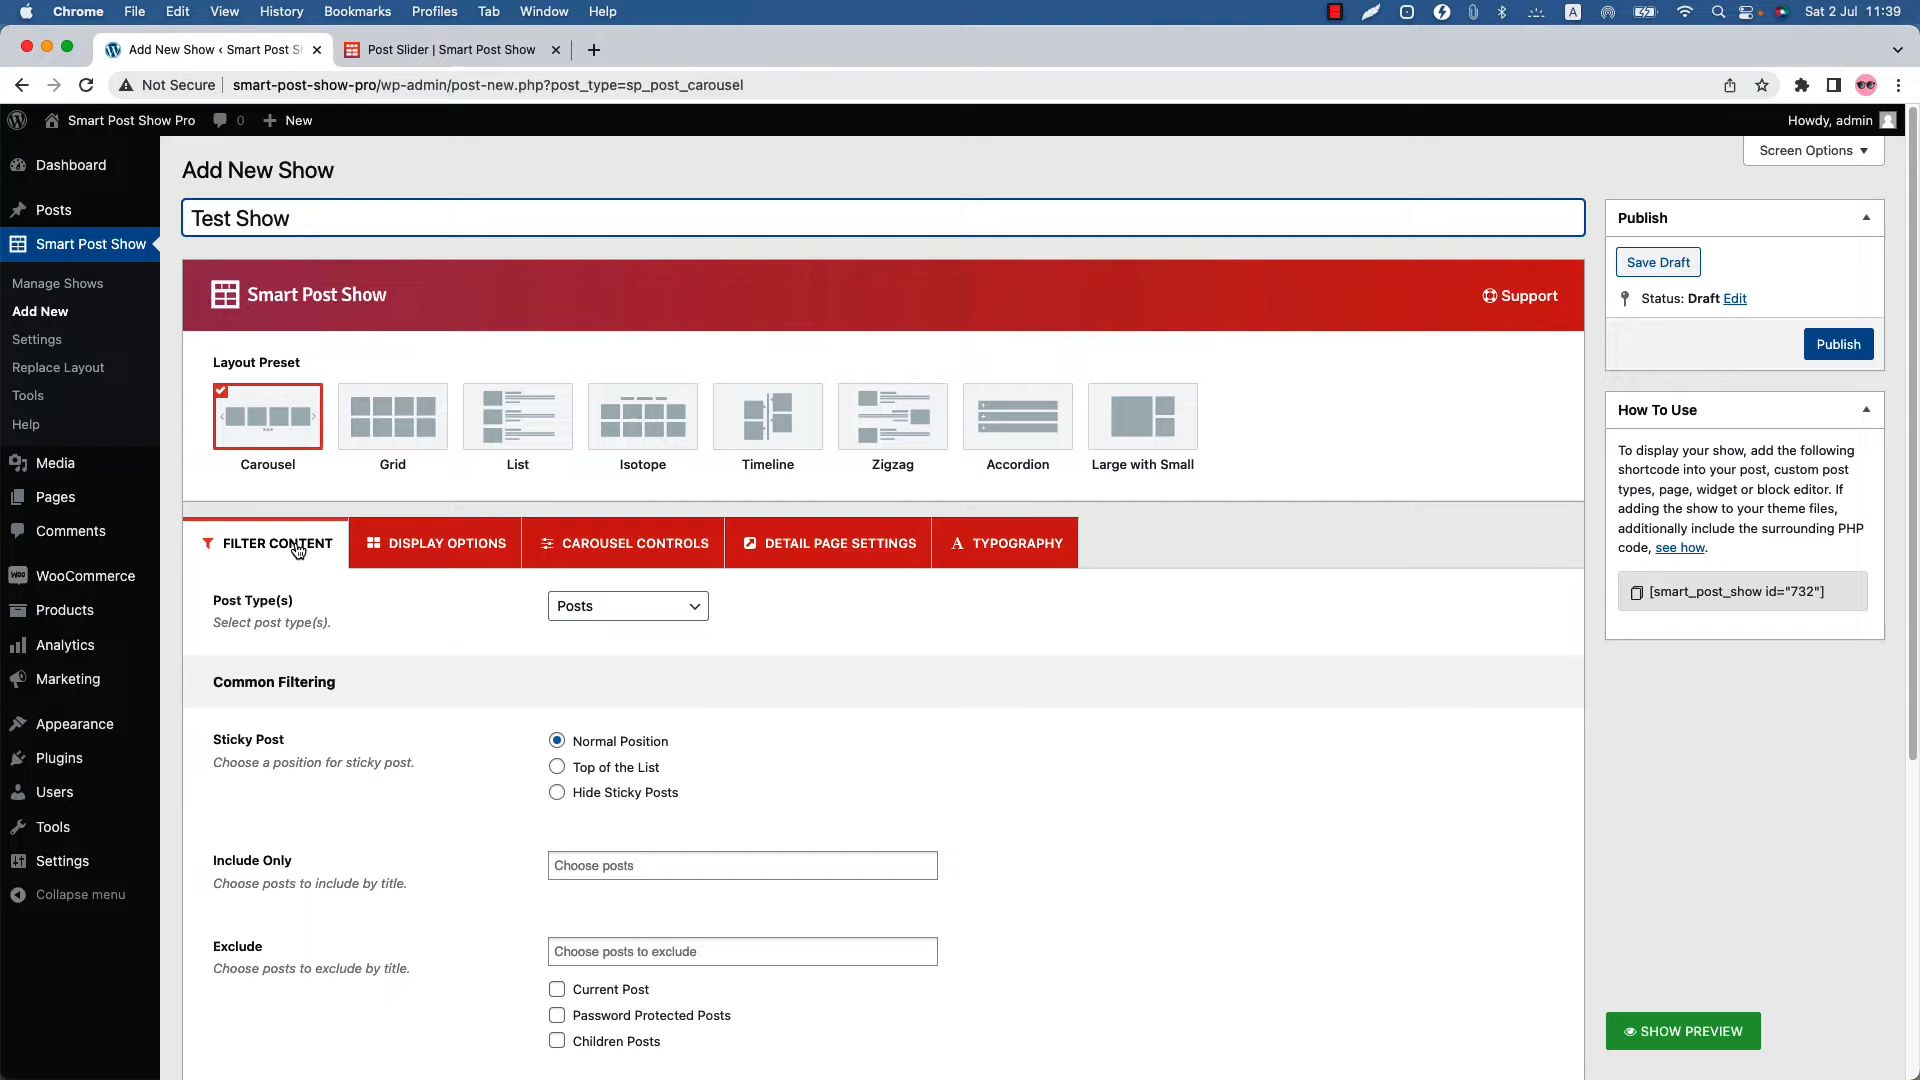 Chrome File Edit View History Bookmarks Profiles Tab Window Help
A
Sat 2 Jul 11:39
Add New Show ‹ Smart Post S
Post Slider | Smart Post Show
Not Secure
smart-post-show-pro/wp-admin/post-new.php?post_type=sp_post_carousel
Smart Post Show Pro
0
New
Howdy, admin
Screen Options
Dashboard
Posts
Smart Post Show
Manage Shows
Add New
Settings
Replace Layout
Tools
Help
Media
Pages
Comments
Woo
WooCommerce
Products
Analytics
Marketing
Appearance
Plugins
Users
Tools
Settings
Collapse menu
Add New Show
Test Show
Smart Post Show
Support
Layout Preset
Carousel
Grid
List
Isotope
Timeline
Zigzag
Accordion
Large with Small
FILTER CONTENT
DISPLAY OPTIONS
CAROUSEL CONTROLS
DETAIL PAGE SETTINGS
A TYPOGRAPHY
Post Type(s)
Select post type(s).
Posts
Common Filtering
Sticky Post
Choose a position for sticky post.
Normal Position
Top of the List
Hide Sticky Posts
Include Only
Choose posts to include by title.
Choose posts
Exclude
Choose posts to exclude by title.
Choose posts to exclude
Current Post
Password Protected Posts
Children Posts
Publish
Save Draft
Status: Draft Edit
Publish
How To Use
To display your show, add the following
shortcode into your post, custom post
types, page, widget or block editor. If
adding the show to your theme files,
additionally include the surrounding PHP
code, see how.
[smart_post_show id="732"]
SHOW PREVIEW